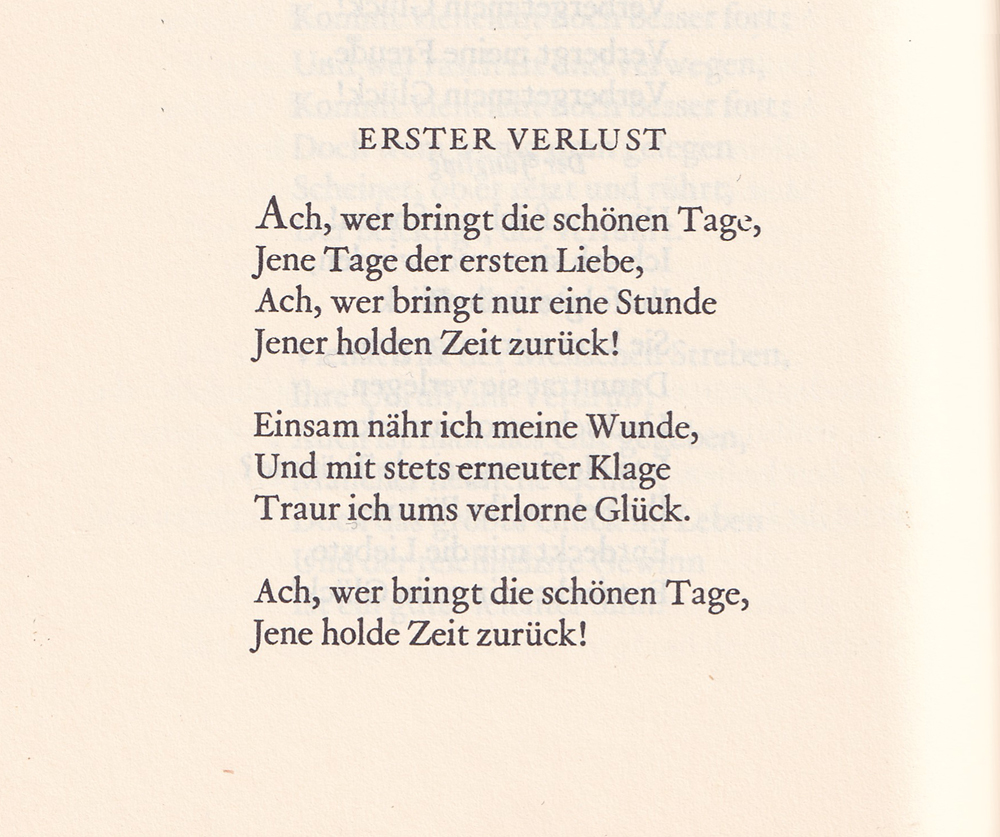 ERSTER VERLUST
Ach, wer bringt die schönen Tage,
Jene Tage der ersten Liebe,
Ach, wer bringt nur eine Stunde
Jener holden Zeit zurück!
Einsam nähr ich meine Wunde,
Und mit stets erneuter Klage
Traur ich ums verlorne Glück.
Ach, wer bringt die schönen Tage,
Jene holde Zeit zurück!